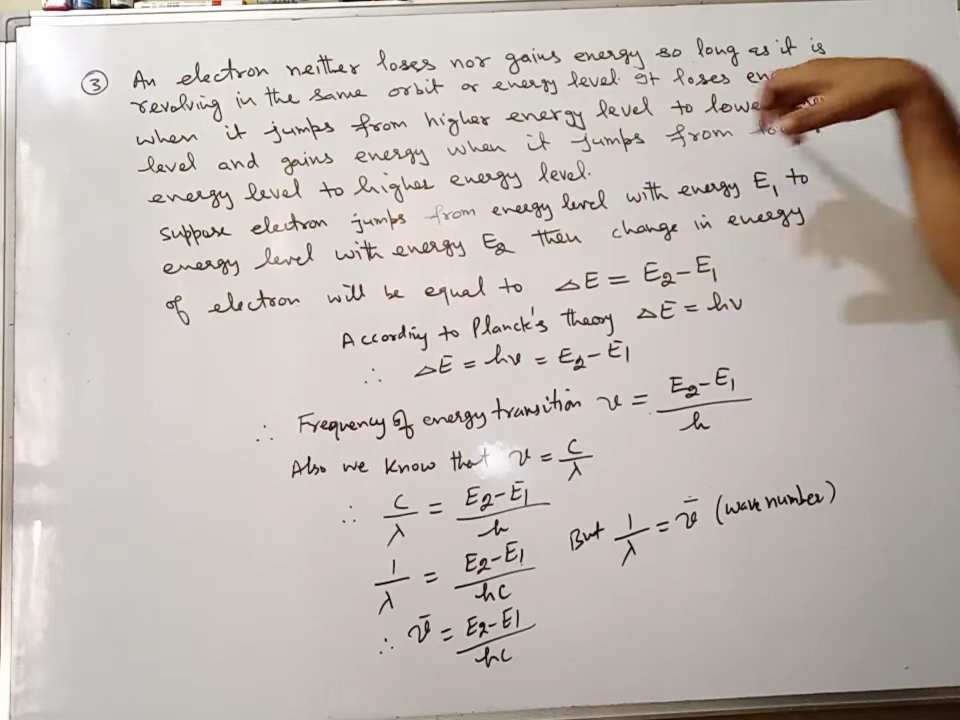 ③ An electron neither loses nor gains energy so long as it is
revolving in the same orbit or energy level. It loses
when it jumps from higher energy level to
level and gains energy when it jumps from
energy level to higher energy level.
suppose electron jumps from energy level with energy E₁ to
energy level with energy E₂ then change in energy
of electron will be equal to ΔE = E₂-E₁
According to Planck's theory ΔE = hν
∴ ΔE = hν = E₂-E₁
∴ Frequency of energy transition ν = (E₂-E₁)/h
Also we know that ν = c/λ
∴ c/λ = (E₂-E₁)/h
But 1/λ = ν̄ (wave number)
1/λ = (E₂-E₁)/hc
∴ ν̄ = (E₂-E₁)/hc